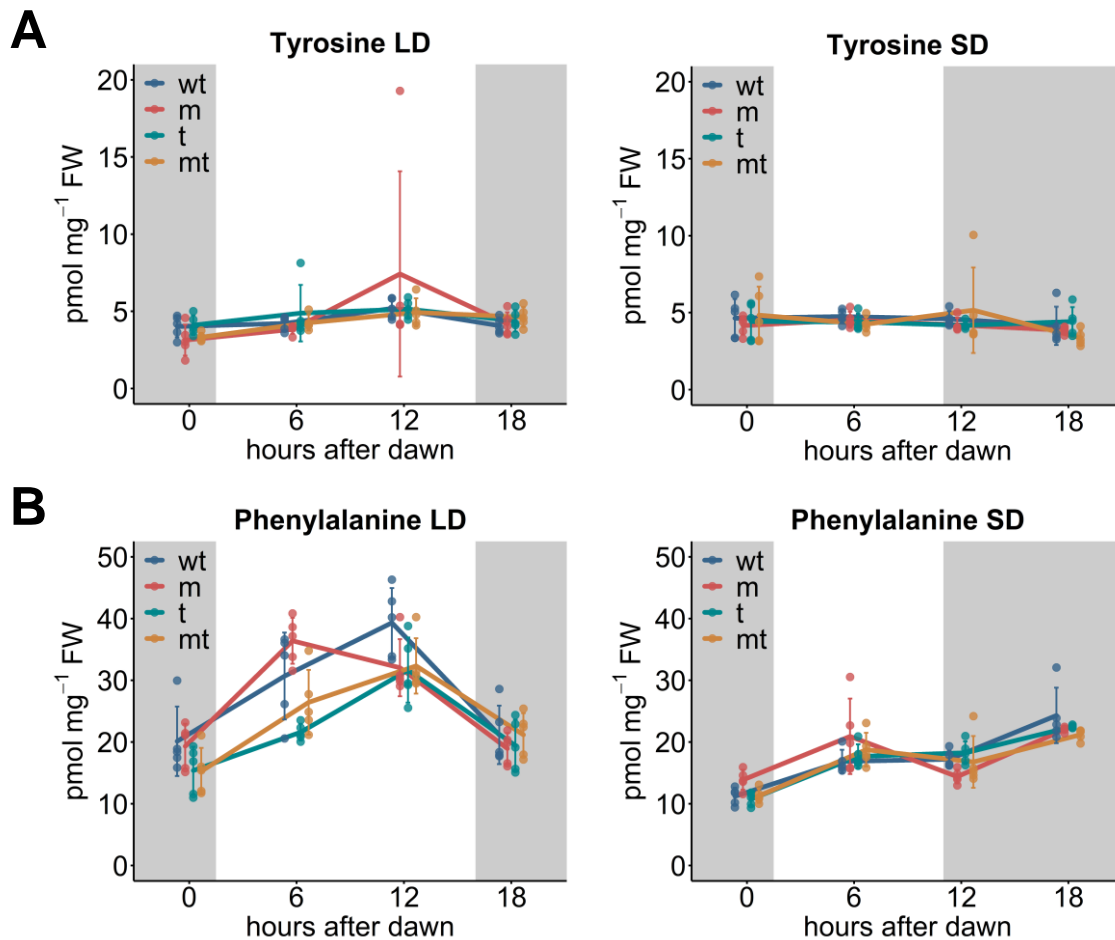 A
Tyrosine LD
Tyrosine SD
pmol mg⁻¹ FW
20
15
10
5
0
wt
m
t
mt
0 6 12 18
hours after dawn
pmol mg⁻¹ FW
20
15
10
5
0
wt
m
t
mt
0 6 12 18
hours after dawn
B
Phenylalanine LD
Phenylalanine SD
pmol mg⁻¹ FW
50
40
30
20
10
0
wt
m
t
mt
0 6 12 18
hours after dawn
pmol mg⁻¹ FW
50
40
30
20
10
0
wt
m
t
mt
0 6 12 18
hours after dawn